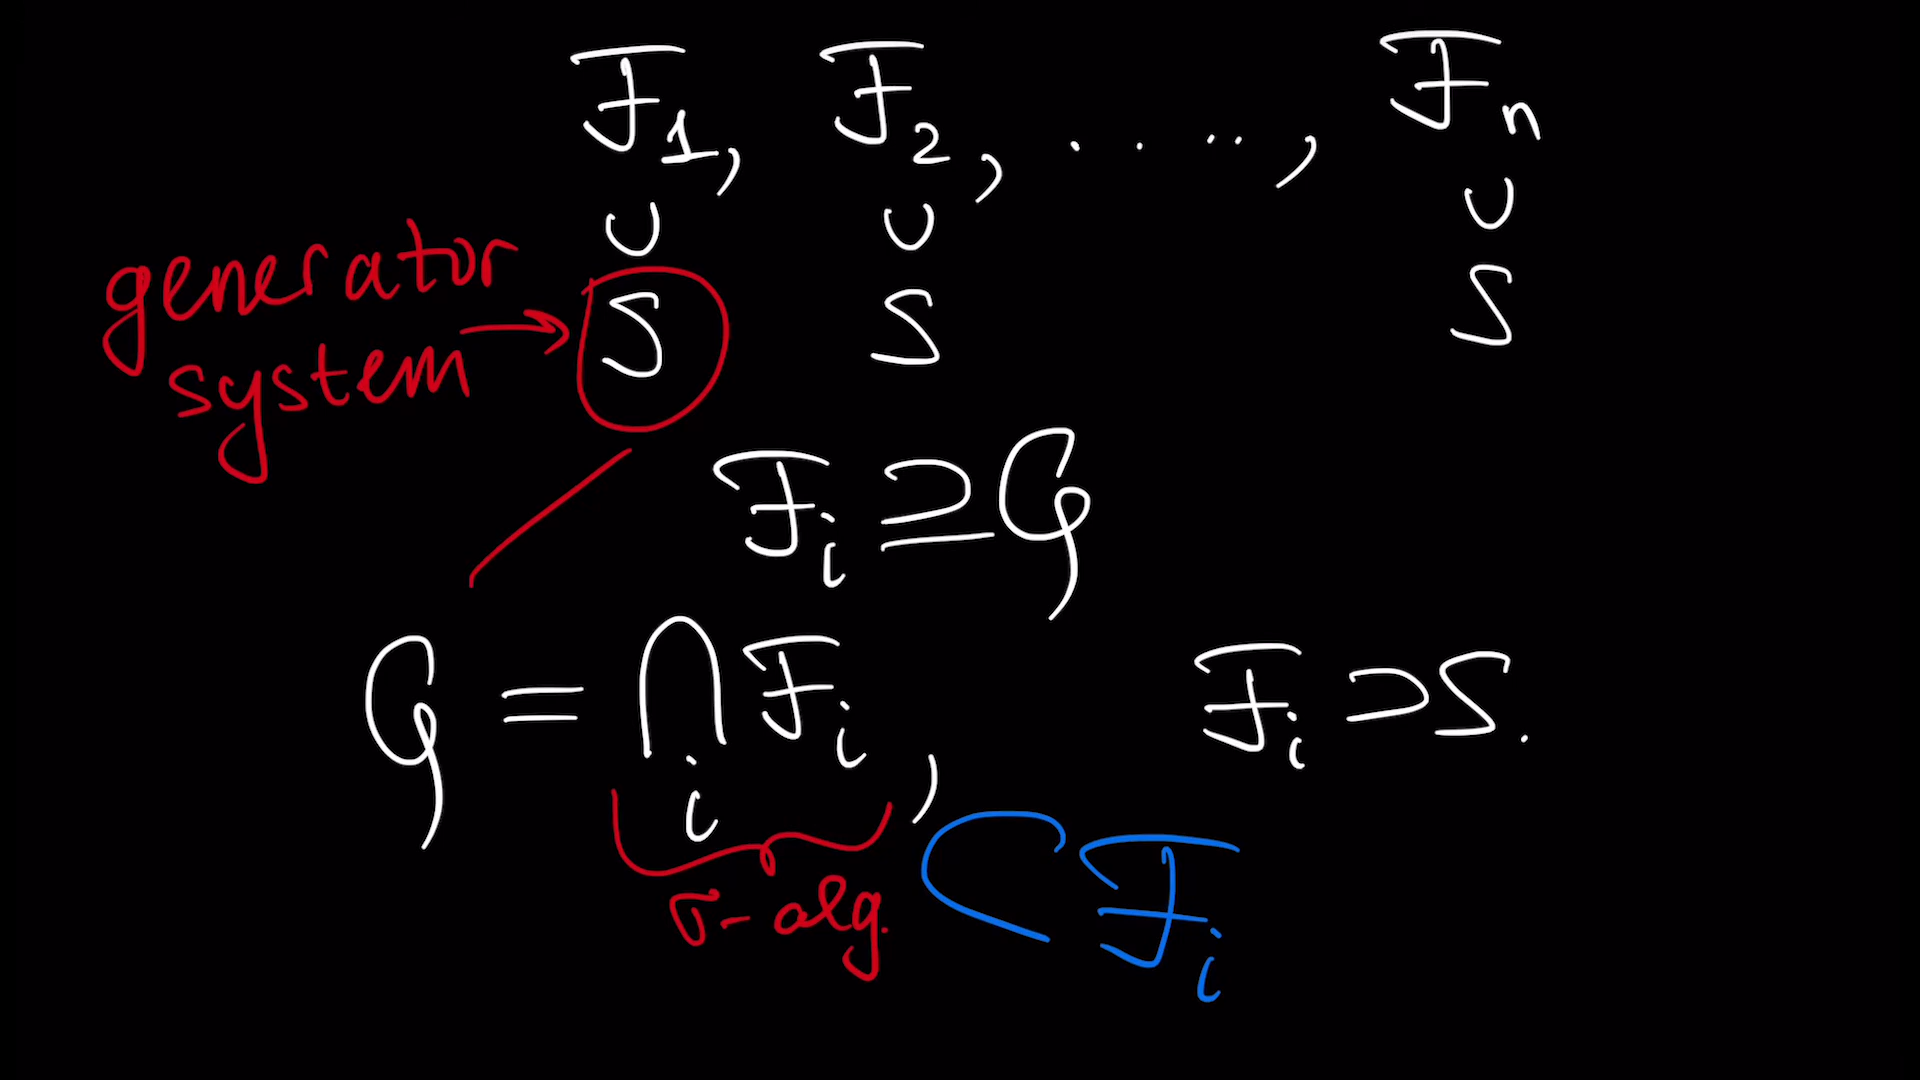 ℱ₁, ℱ₂, ....., ℱₙ
∪ ∪ ∪
S S S
generator
system →
ℱᵢ ⊇ G
G = ⋂ᵢ ℱᵢ, ℱᵢ ⊃ S.
σ-alg. ⊂ ℱᵢ